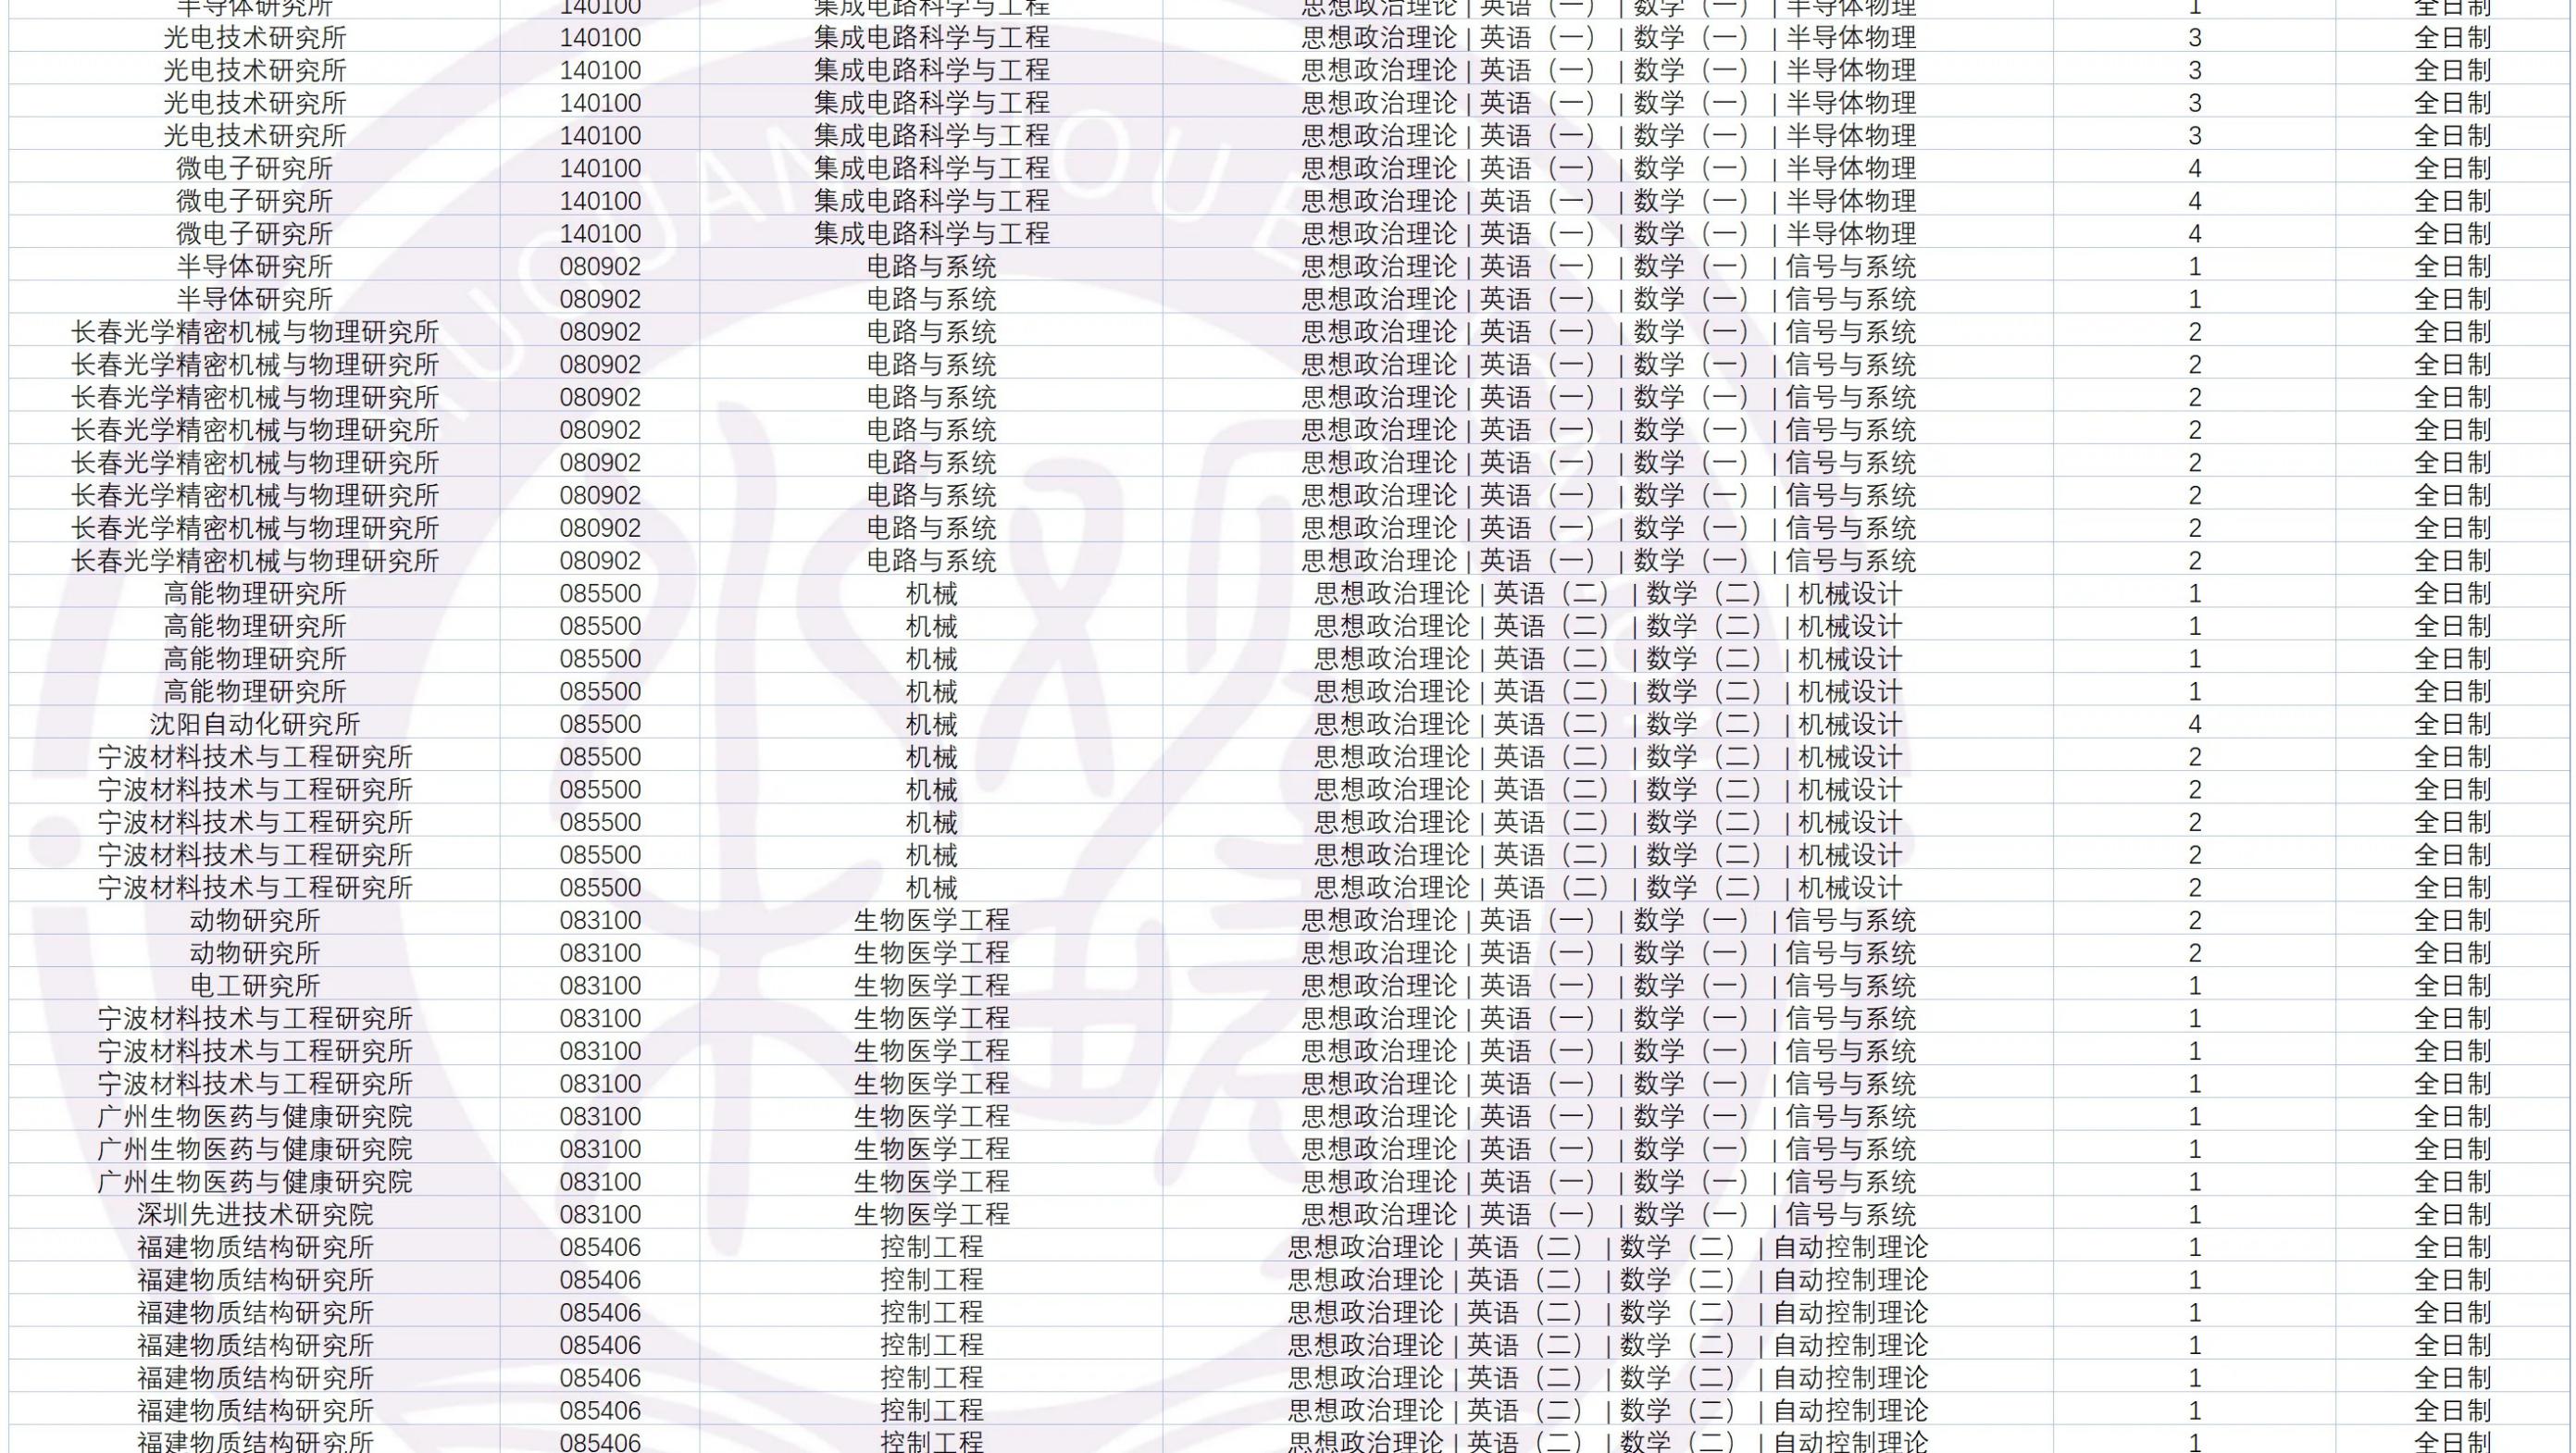 半导体研究所 140100 集成电路科学与工程 思想政治理论 | 英语（一） | 数学（一） | 半导体物理 1 全日制
光电技术研究所 140100 集成电路科学与工程 思想政治理论 | 英语（一） | 数学（一） | 半导体物理 3 全日制
光电技术研究所 140100 集成电路科学与工程 思想政治理论 | 英语（一） | 数学（一） | 半导体物理 3 全日制
光电技术研究所 140100 集成电路科学与工程 思想政治理论 | 英语（一） | 数学（一） | 半导体物理 3 全日制
光电技术研究所 140100 集成电路科学与工程 思想政治理论 | 英语（一） | 数学（一） | 半导体物理 3 全日制
微电子研究所 140100 集成电路科学与工程 思想政治理论 | 英语（一） | 数学（一） | 半导体物理 4 全日制
微电子研究所 140100 集成电路科学与工程 思想政治理论 | 英语（一） | 数学（一） | 半导体物理 4 全日制
微电子研究所 140100 集成电路科学与工程 思想政治理论 | 英语（一） | 数学（一） | 半导体物理 4 全日制
半导体研究所 080902 电路与系统 思想政治理论 | 英语（一） | 数学（一） | 信号与系统 1 全日制
半导体研究所 080902 电路与系统 思想政治理论 | 英语（一） | 数学（一） | 信号与系统 1 全日制
长春光学精密机械与物理研究所 080902 电路与系统 思想政治理论 | 英语（一） | 数学（一） | 信号与系统 2 全日制
长春光学精密机械与物理研究所 080902 电路与系统 思想政治理论 | 英语（一） | 数学（一） | 信号与系统 2 全日制
长春光学精密机械与物理研究所 080902 电路与系统 思想政治理论 | 英语（一） | 数学（一） | 信号与系统 2 全日制
长春光学精密机械与物理研究所 080902 电路与系统 思想政治理论 | 英语（一） | 数学（一） | 信号与系统 2 全日制
长春光学精密机械与物理研究所 080902 电路与系统 思想政治理论 | 英语（一） | 数学（一） | 信号与系统 2 全日制
长春光学精密机械与物理研究所 080902 电路与系统 思想政治理论 | 英语（一） | 数学（一） | 信号与系统 2 全日制
长春光学精密机械与物理研究所 080902 电路与系统 思想政治理论 | 英语（一） | 数学（一） | 信号与系统 2 全日制
长春光学精密机械与物理研究所 080902 电路与系统 思想政治理论 | 英语（一） | 数学（一） | 信号与系统 2 全日制
高能物理研究所 085500 机械 思想政治理论 | 英语（二） | 数学（二） | 机械设计 1 全日制
高能物理研究所 085500 机械 思想政治理论 | 英语（二） | 数学（二） | 机械设计 1 全日制
高能物理研究所 085500 机械 思想政治理论 | 英语（二） | 数学（二） | 机械设计 1 全日制
高能物理研究所 085500 机械 思想政治理论 | 英语（二） | 数学（二） | 机械设计 1 全日制
沈阳自动化研究所 085500 机械 思想政治理论 | 英语（二） | 数学（二） | 机械设计 4 全日制
宁波材料技术与工程研究所 085500 机械 思想政治理论 | 英语（二） | 数学（二） | 机械设计 2 全日制
宁波材料技术与工程研究所 085500 机械 思想政治理论 | 英语（二） | 数学（二） | 机械设计 2 全日制
宁波材料技术与工程研究所 085500 机械 思想政治理论 | 英语（二） | 数学（二） | 机械设计 2 全日制
宁波材料技术与工程研究所 085500 机械 思想政治理论 | 英语（二） | 数学（二） | 机械设计 2 全日制
宁波材料技术与工程研究所 085500 机械 思想政治理论 | 英语（二） | 数学（二） | 机械设计 2 全日制
动物研究所 083100 生物医学工程 思想政治理论 | 英语（一） | 数学（一） | 信号与系统 2 全日制
动物研究所 083100 生物医学工程 思想政治理论 | 英语（一） | 数学（一） | 信号与系统 2 全日制
电工研究所 083100 生物医学工程 思想政治理论 | 英语（一） | 数学（一） | 信号与系统 1 全日制
宁波材料技术与工程研究所 083100 生物医学工程 思想政治理论 | 英语（一） | 数学（一） | 信号与系统 1 全日制
宁波材料技术与工程研究所 083100 生物医学工程 思想政治理论 | 英语（一） | 数学（一） | 信号与系统 1 全日制
宁波材料技术与工程研究所 083100 生物医学工程 思想政治理论 | 英语（一） | 数学（一） | 信号与系统 1 全日制
广州生物医药与健康研究院 083100 生物医学工程 思想政治理论 | 英语（一） | 数学（一） | 信号与系统 1 全日制
广州生物医药与健康研究院 083100 生物医学工程 思想政治理论 | 英语（一） | 数学（一） | 信号与系统 1 全日制
广州生物医药与健康研究院 083100 生物医学工程 思想政治理论 | 英语（一） | 数学（一） | 信号与系统 1 全日制
深圳先进技术研究院 083100 生物医学工程 思想政治理论 | 英语（一） | 数学（一） | 信号与系统 1 全日制
福建物质结构研究所 085406 控制工程 思想政治理论 | 英语（二） | 数学（二） | 自动控制理论 1 全日制
福建物质结构研究所 085406 控制工程 思想政治理论 | 英语（二） | 数学（二） | 自动控制理论 1 全日制
福建物质结构研究所 085406 控制工程 思想政治理论 | 英语（二） | 数学（二） | 自动控制理论 1 全日制
福建物质结构研究所 085406 控制工程 思想政治理论 | 英语（二） | 数学（二） | 自动控制理论 1 全日制
福建物质结构研究所 085406 控制工程 思想政治理论 | 英语（二） | 数学（二） | 自动控制理论 1 全日制
福建物质结构研究所 085406 控制工程 思想政治理论 | 英语（二） | 数学（二） | 自动控制理论 1 全日制
福建物质结构研究所 085406 控制工程 思想政治理论 | 英语（二） | 数学（二） | 自动控制理论 1 全日制